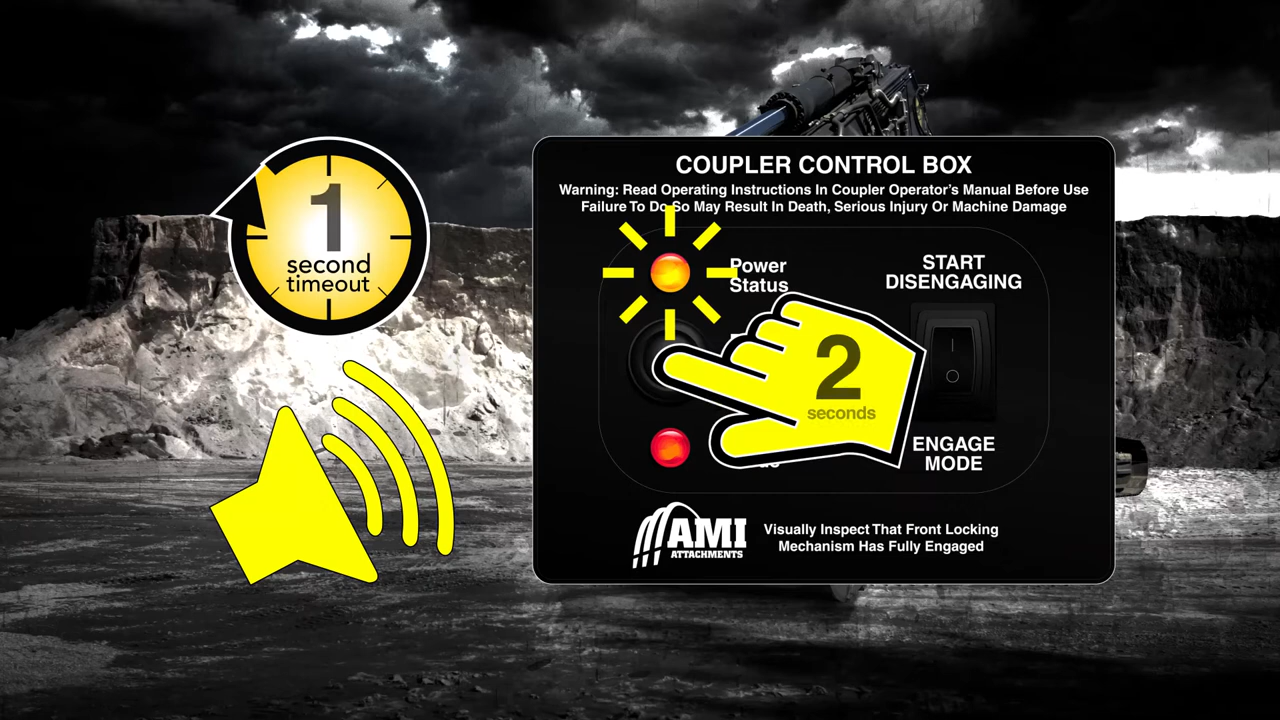 1
second
timeout
COUPLER CONTROL BOX
Warning: Read Operating Instructions In Coupler Operator's Manual Before Use
Failure To Do So May Result In Death, Serious Injury Or Machine Damage
Power
Status
START
DISENGAGING
2
seconds
ENGAGE
MODE
AMI
ATTACHMENTS
Visually Inspect That Front Locking
Mechanism Has Fully Engaged